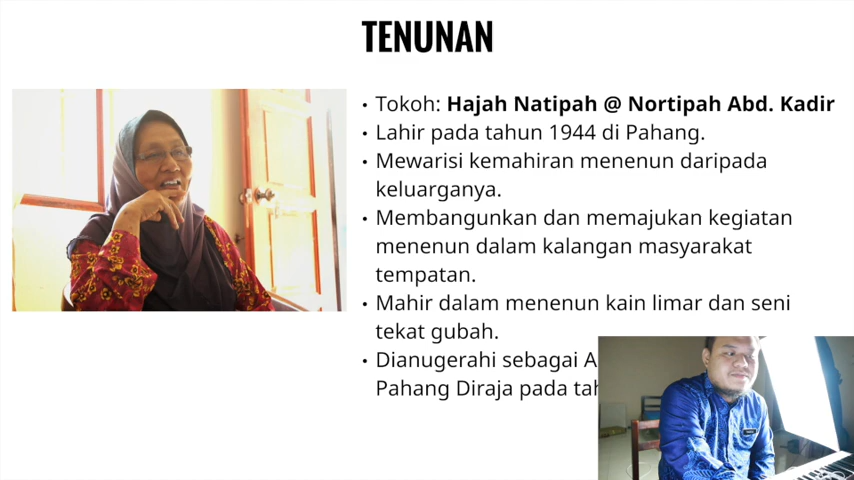 TENUNAN
• Tokoh: Hajah Natipah @ Nortipah Abd. Kadir
• Lahir pada tahun 1944 di Pahang.
• Mewarisi kemahiran menenun daripada
keluarganya.
• Membangunkan dan memajukan kegiatan
menenun dalam kalangan masyarakat
tempatan.
• Mahir dalam menenun kain limar dan seni
tekat gubah.
• Dianugerahi sebagai
Pahang Diraja pada